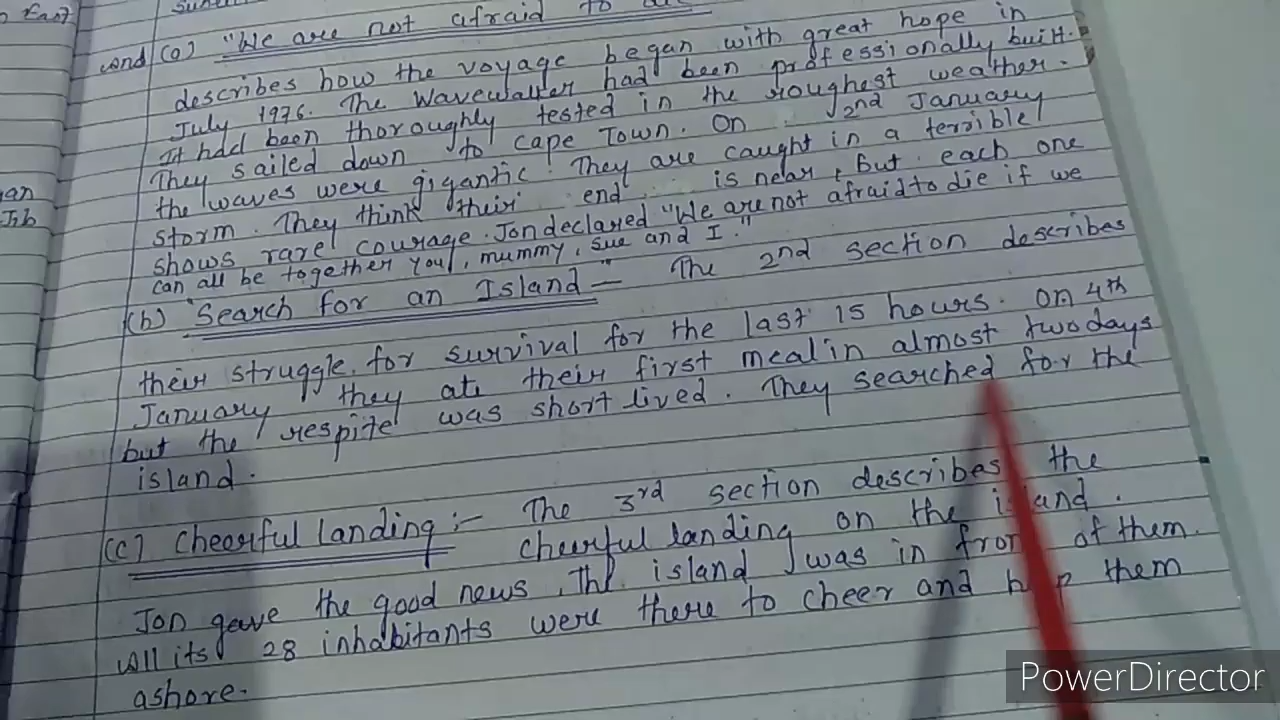 and (a) "We are not afraid to
describes how the voyage began with great hope in
July 1976. The Wavewalker had been professionally built.
It had been thoroughly tested in the roughest weather.
They sailed down to Cape Town. On 2nd January
the waves were gigantic. They are caught in a terrible
storm. They think their end is near, But each one
shows rare courage. Jon declared "We are not afraid to die if we
can all be together you, mummy, sue and I."
(b) "Search for an Island" - The 2nd section describes
their struggle for survival for the last 15 hours. On 4th
January they ate their first meal in almost two days
but the respite was short lived. They searched for the
island.
(c) Cheerful landing :- The 3rd section describes the
cheerful landing on the island.
Jon gave the good news, The island was in front of them.
All its 28 inhabitants were there to cheer and help them
ashore.
an
Jnb
PowerDirector